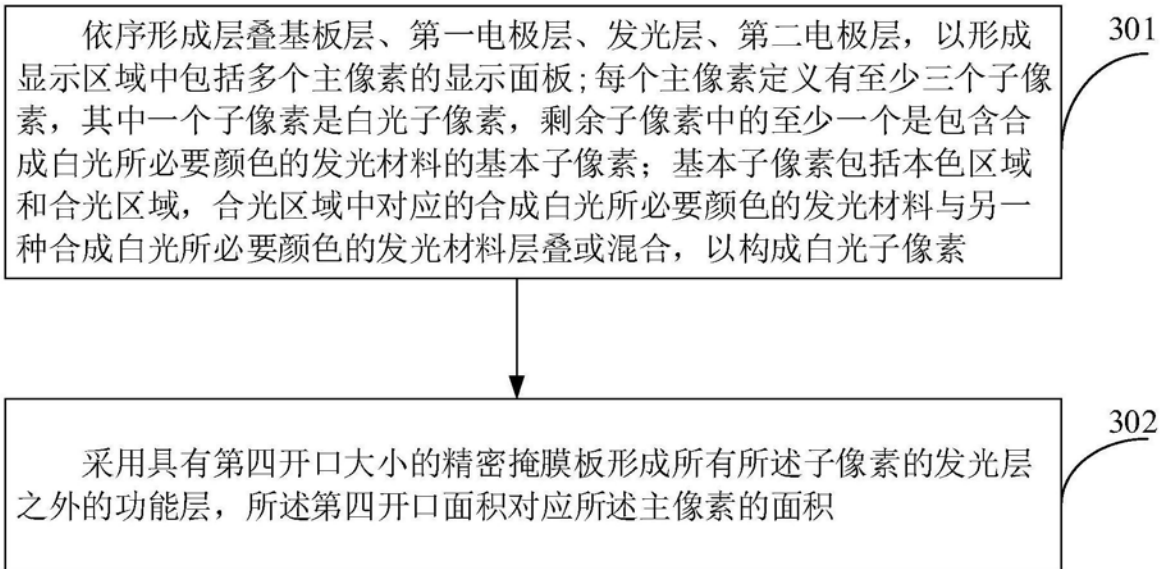 依序形成层叠基板层、第一电极层、发光层、第二电极层，以形成
301
显示区域中包括多个主像素的显示面板；每个主像素定义有至少三个子像
素，其中一个子像素是白光子像素，剩余子像素中的至少一个是包含合
成白光所必要颜色的发光材料的基本子像素；基本子像素包括本色区域
和合光区域，合光区域中对应的合成白光所必要颜色的发光材料与另一
种合成白光所必要颜色的发光材料层叠或混合，以构成白光子像素
302
采用具有第四开口大小的精密掩膜板形成所有所述子像素的发光层
之外的功能层，所述第四开口面积对应所述主像素的面积